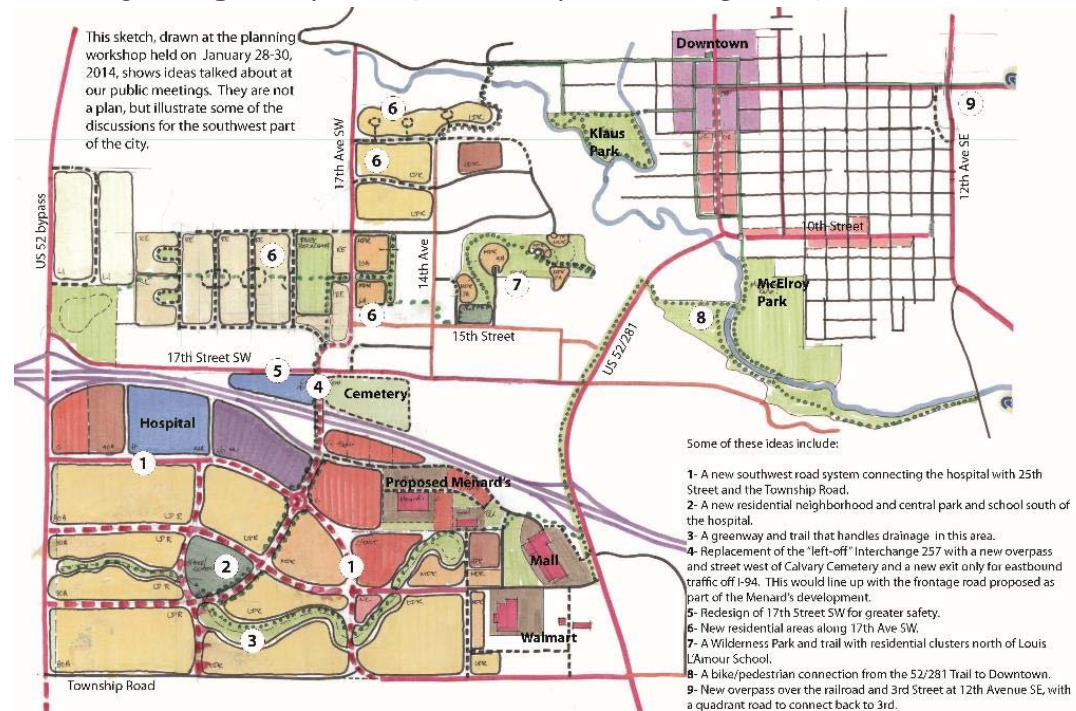 This sketch, drawn at the planning
workshop held on January 28-30,
2014, shows ideas talked about at
our public meetings. They are not
a plan, but illustrate some of the
discussions for the southwest part
of the city.
Downtown
9
6
LDR
17th Ave SW
Klaus
Park
12th Ave SE
6
US 52 bypass
LDR
10th Street
6
14th Ave
7
McElroy
Park
8
6
15th Street
US 52/281
17th Street SW
5
4
Cemetery
Hospital
1
Proposed Menard's
Mall
2
1
3
Walmart
Township Road
Some of these ideas include:
1- A new southwest road system connecting the hospital with 25th
Street and the Township Road.
2- A new residential neighborhood and central park and school south of
the hospital.
3- A greenway and trail that handles drainage in this area.
4- Replacement of the "left-off" Interchange 257 with a new overpass
and street west of Calvary Cemetery and a new exit only for eastbound
traffic off I-94. THis would line up with the frontage road proposed as
part of the Menard's development.
5- Redesign of 17th Street SW for greater safety.
6- New residential areas along 17th Ave SW.
7- A Wilderness Park and trail with residential clusters north of Louis
L'Amour School.
8- A bike/pedestrian connection from the 52/281 Trail to Downtown.
9- New overpass over the railroad and 3rd Street at 12th Avenue SE, with
a quadrant road to connect back to 3rd.